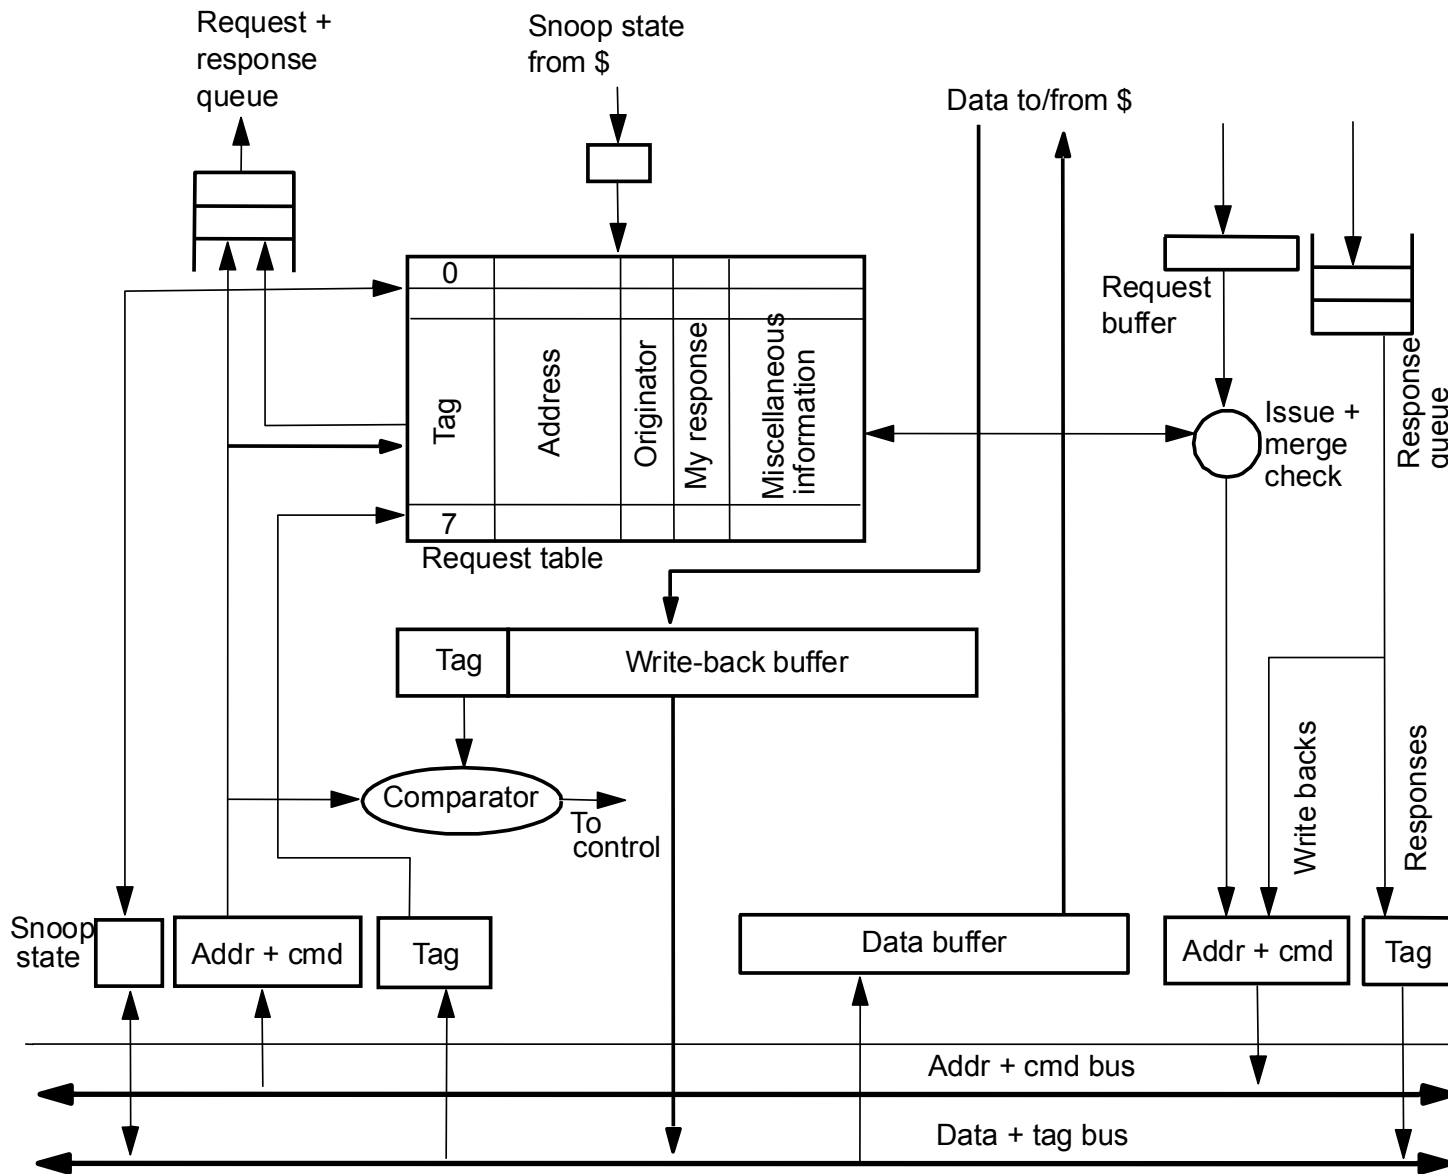 Request +
response
queue
Snoop state
from $
Data to/from $
0
Tag
Address
Originator
My response
Miscellaneous
information
7
Request table
Request
buffer
Issue +
merge
check
Response
queue
Tag
Write-back buffer
Comparator
To
control
Write backs
Responses
Snoop
state
Addr + cmd
Tag
Data buffer
Addr + cmd
Tag
Addr + cmd bus
Data + tag bus